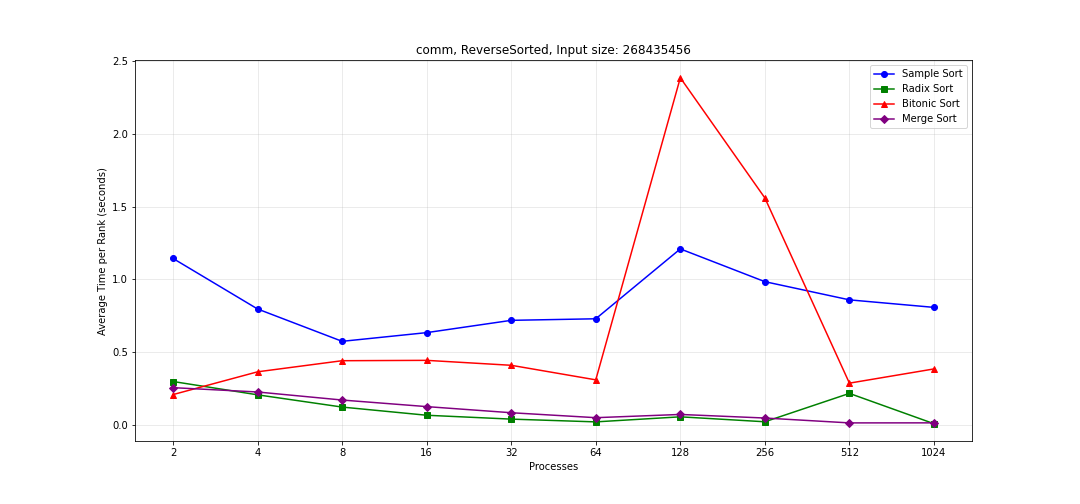 comm, ReverseSorted, Input size: 268435456
Sample Sort
Radix Sort
Bitonic Sort
Merge Sort
Average Time per Rank (seconds)
2.5
2.0
1.5
1.0
0.5
0.0
2 4 8 16 32 64 128 256 512 1024
Processes